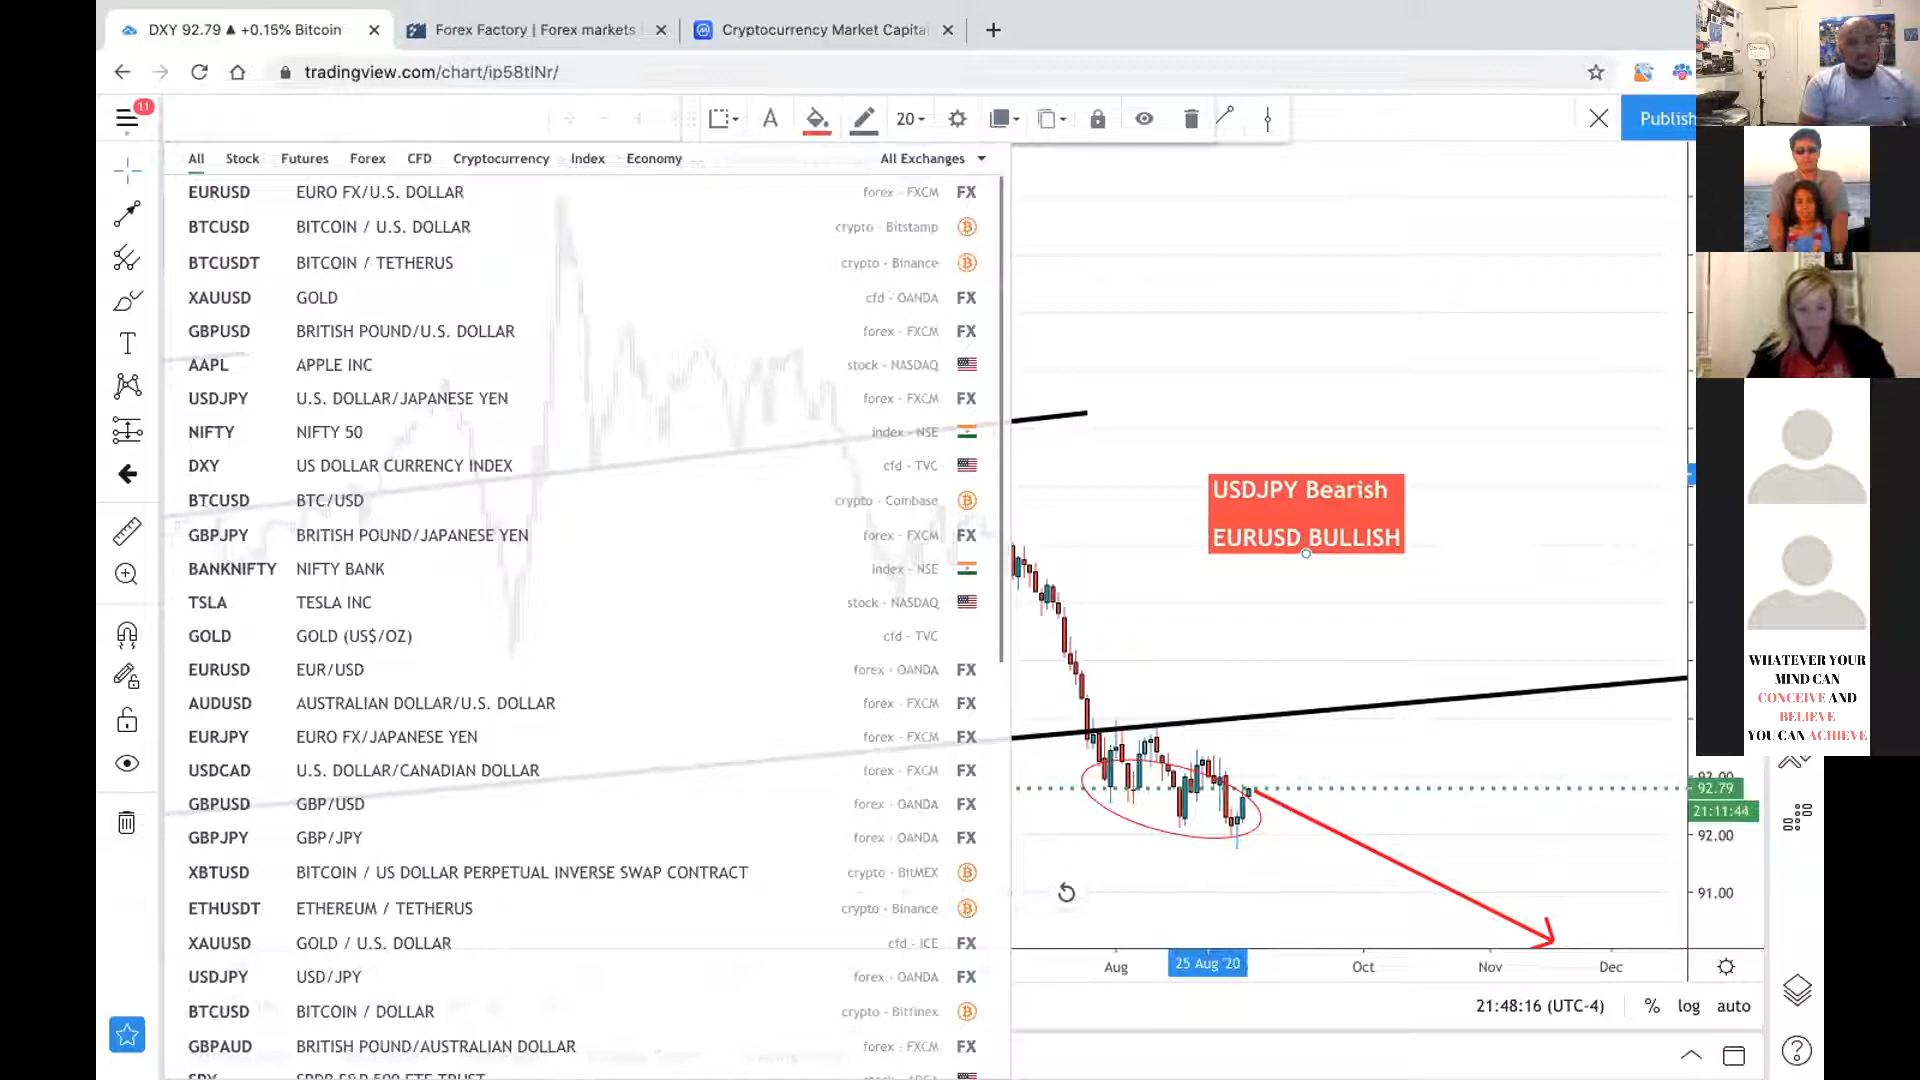 DXY 92.79 ▲ +0.15% Bitcoin
Forex Factory | Forex markets
Cryptocurrency Market Capital
tradingview.com/chart/ip58tlNr/
11
20
Publish
All Stock Futures Forex CFD Cryptocurrency Index Economy All Exchanges
EURUSD EURO FX/U.S. DOLLAR forex - FXCM FX
BTCUSD BITCOIN / U.S. DOLLAR crypto - Bitstamp
BTCUSDT BITCOIN / TETHERUS crypto - Binance
XAUUSD GOLD cfd - OANDA FX
GBPUSD BRITISH POUND/U.S. DOLLAR forex - FXCM FX
AAPL APPLE INC stock - NASDAQ
USDJPY U.S. DOLLAR/JAPANESE YEN forex - FXCM FX
NIFTY NIFTY 50 index - NSE
DXY US DOLLAR CURRENCY INDEX cfd - TVC
BTCUSD BTC/USD crypto - Coinbase
GBPJPY BRITISH POUND/JAPANESE YEN forex - FXCM FX
BANKNIFTY NIFTY BANK index - NSE
TSLA TESLA INC stock - NASDAQ
GOLD GOLD (US$/OZ) cfd - TVC
EURUSD EUR/USD forex - OANDA FX
AUDUSD AUSTRALIAN DOLLAR/U.S. DOLLAR forex - FXCM FX
EURJPY EURO FX/JAPANESE YEN forex - FXCM FX
USDCAD U.S. DOLLAR/CANADIAN DOLLAR forex - FXCM FX
GBPUSD GBP/USD forex - OANDA FX
GBPJPY GBP/JPY forex - OANDA FX
XBTUSD BITCOIN / US DOLLAR PERPETUAL INVERSE SWAP CONTRACT crypto - BitMEX
ETHUSDT ETHEREUM / TETHERUS crypto - Binance
XAUUSD GOLD / U.S. DOLLAR cfd - ICE FX
USDJPY USD/JPY forex - OANDA FX
BTCUSD BITCOIN / DOLLAR crypto - Bitfinex
GBPAUD BRITISH POUND/AUSTRALIAN DOLLAR forex - FXCM FX
SPY SPDR S&P 500 ETF TRUST stock - ARCA
USDJPY Bearish
EURUSD BULLISH
93.00
92.79
21:11:44
92.00
91.00
Aug 25 Aug '20 Oct Nov Dec
21:48:16 (UTC-4) % log auto
WHATEVER YOUR
MIND CAN
CONCEIVE AND
BELIEVE
YOU CAN ACHIEVE